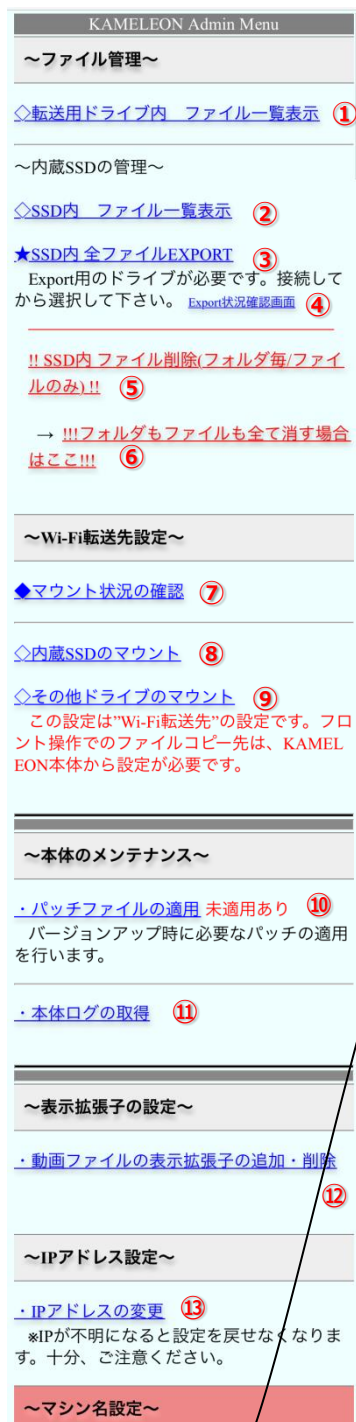 KAMELEON Admin Menu
～ファイル管理～
◇転送用ドライブ内　ファイル一覧表示 ①
～内蔵SSDの管理～
◇SSD内　ファイル一覧表示 ②
★SSD内 全ファイルEXPORT ③
Export用のドライブが必要です。接続して
から選択して下さい。 Export状況確認画面 ④
!! SSD内 ファイル削除(フォルダ毎/ファイ
ルのみ) !! ⑤
→ !!!フォルダもファイルも全て消す場合
はここ!!! ⑥
～Wi-Fi転送先設定～
◆マウント状況の確認 ⑦
◇内蔵SSDのマウント ⑧
◇その他ドライブのマウント ⑨
この設定は”Wi-Fi転送先”の設定です。フロ
ント操作でのファイルコピー先は、KAMEL
EON本体から設定が必要です。
～本体のメンテナンス～
・パッチファイルの適用 未適用あり ⑩
バージョンアップ時に必要なパッチの適用
を行います。
・本体ログの取得 ⑪
～表示拡張子の設定～
・動画ファイルの表示拡張子の追加・削除
⑫
～IPアドレス設定～
・IPアドレスの変更 ⑬
※IPが不明になると設定を戻せなくなりま
す。十分、ご注意ください。
～マシン名設定～